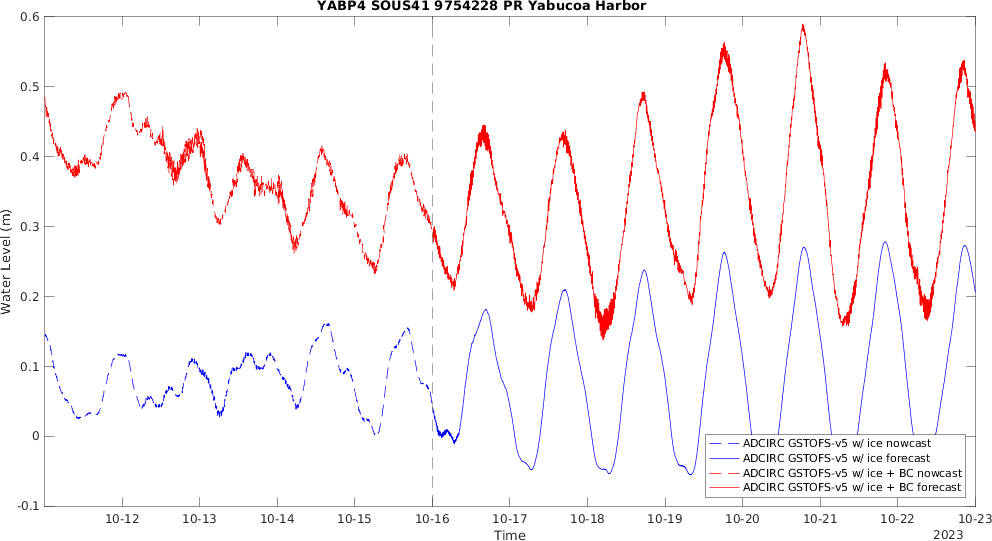 YABP4 SOUS41 9754228 PR Yabucoa Harbor
0.6
0.5
0.4
0.3
0.2
0.1
0
-0.1
Water Level (m)
ADCIRC GSTOFS-v5 w/ ice nowcast
ADCIRC GSTOFS-v5 w/ ice forecast
ADCIRC GSTOFS-v5 w/ ice + BC nowcast
ADCIRC GSTOFS-v5 w/ ice + BC forecast
10-12 10-13 10-14 10-15 10-16 10-17 10-18 10-19 10-20 10-21 10-22 10-23
Time
2023